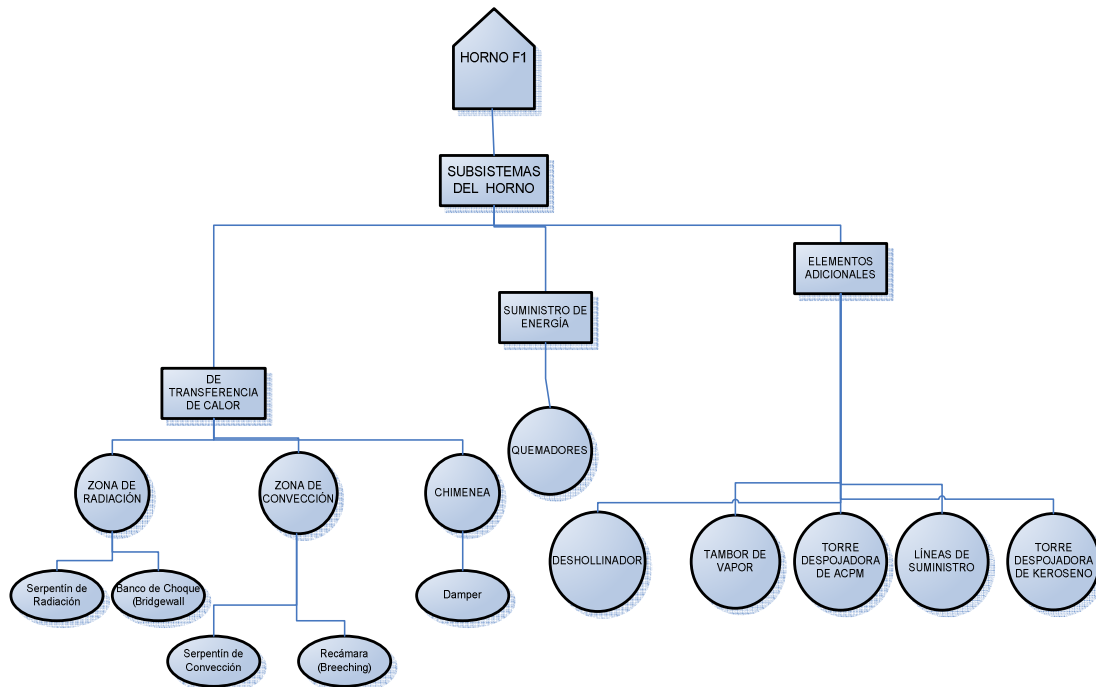 HORNO F1
SUBSISTEMAS
DEL HORNO
ELEMENTOS
ADICIONALES
SUMINISTRO DE
ENERGÍA
DE
TRANSFERENCIA
DE CALOR
QUEMADORES
ZONA DE
RADIACIÓN
ZONA DE
CONVECCIÓN
CHIMENEA
DESHOLLINADOR
TAMBOR DE
VAPOR
TORRE
DESPOJADORA
DE ACPM
LÍNEAS DE
SUMINISTRO
TORRE
DESPOJADORA
DE KEROSENO
Serpentín de
Radiación
Banco de Choque
(Bridgewall
Damper
Serpentín de
Convección
Recámara
(Breeching)